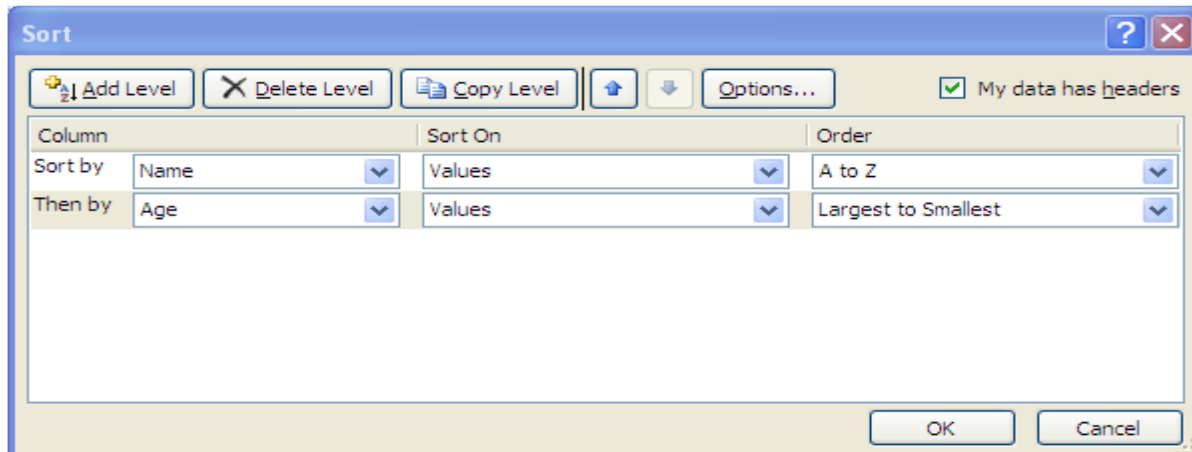 Sort
Add Level Delete Level Copy Level Options... My data has headers
Column Sort On Order
Sort by Name Values A to Z
Then by Age Values Largest to Smallest
OK Cancel